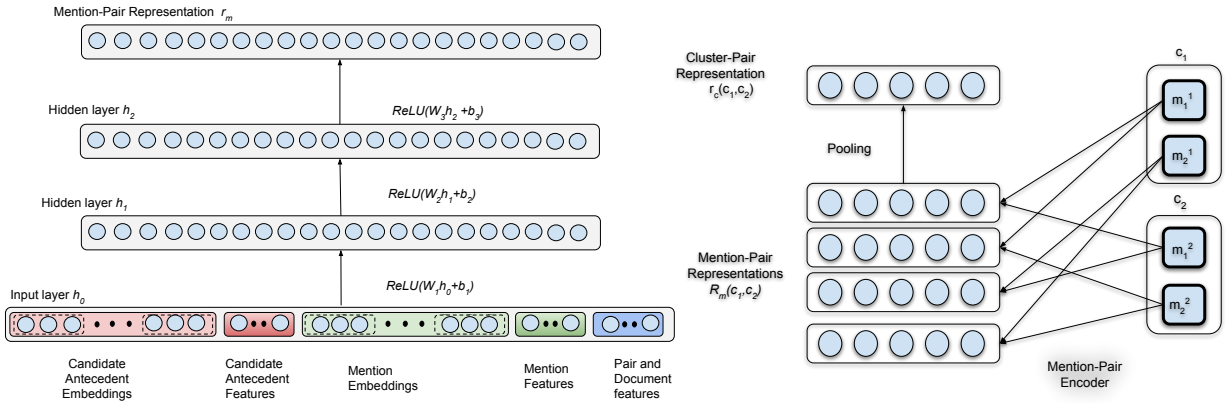 Mention-Pair Representation r_m
Hidden layer h_2
ReLU(W_3h_2 +b_3)
Hidden layer h_1
ReLU(W_2h_1+b_2)
Input layer h_0
ReLU(W_1h_0+b_1)
Candidate
Antecedent
Embeddings
Candidate
Antecedent
Features
Mention
Embeddings
Mention
Features
Pair and
Document
features
Cluster-Pair
Representation
r_c(c_1,c_2)
Pooling
Mention-Pair
Representations
R_m(c_1,c_2)
c_1
m_1^1
m_2^1
c_2
m_1^2
m_2^2
Mention-Pair
Encoder